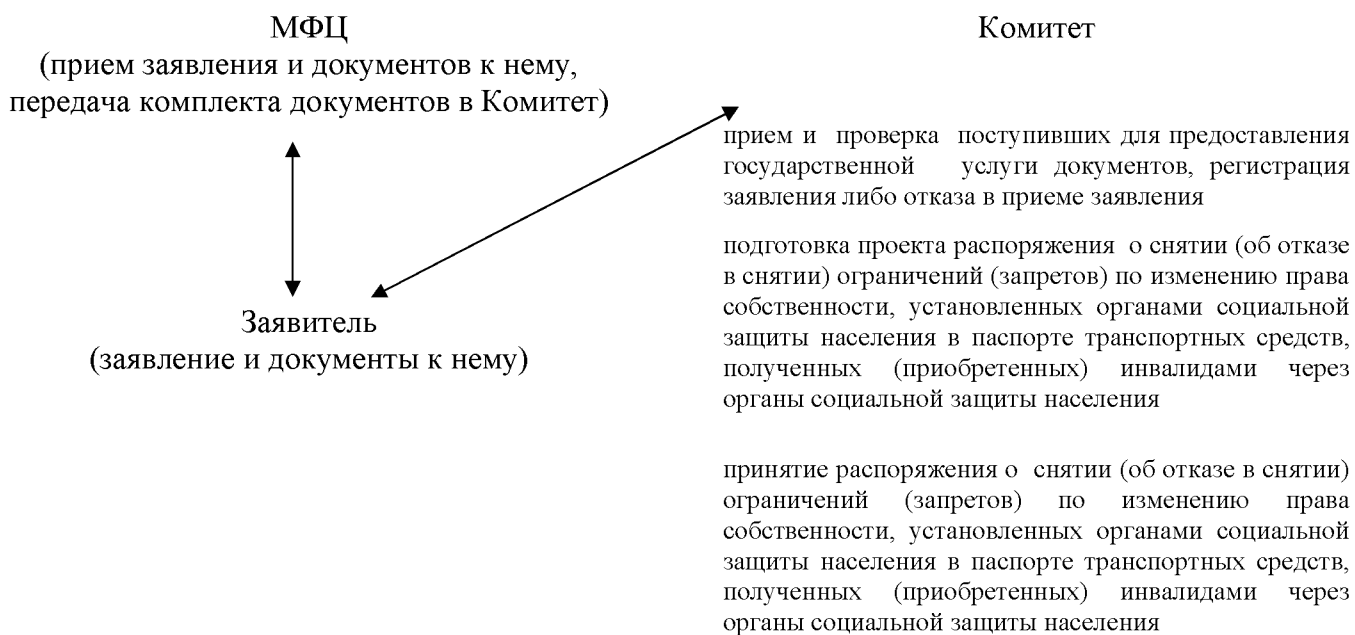 МФЦ
(прием заявления и документов к нему,
передача комплекта документов в Комитет)
Заявитель
(заявление и документы к нему)
Комитет
прием и проверка поступивших для предоставления
государственной услуги документов, регистрация
заявления либо отказа в приеме заявления
подготовка проекта распоряжения о снятии (об отказе
в снятии) ограничений (запретов) по изменению права
собственности, установленных органами социальной
защиты населения в паспорте транспортных средств,
полученных (приобретенных) инвалидами через
органы социальной защиты населения
принятие распоряжения о снятии (об отказе в снятии)
ограничений (запретов) по изменению права
собственности, установленных органами социальной
защиты населения в паспорте транспортных средств,
полученных (приобретенных) инвалидами через
органы социальной защиты населения